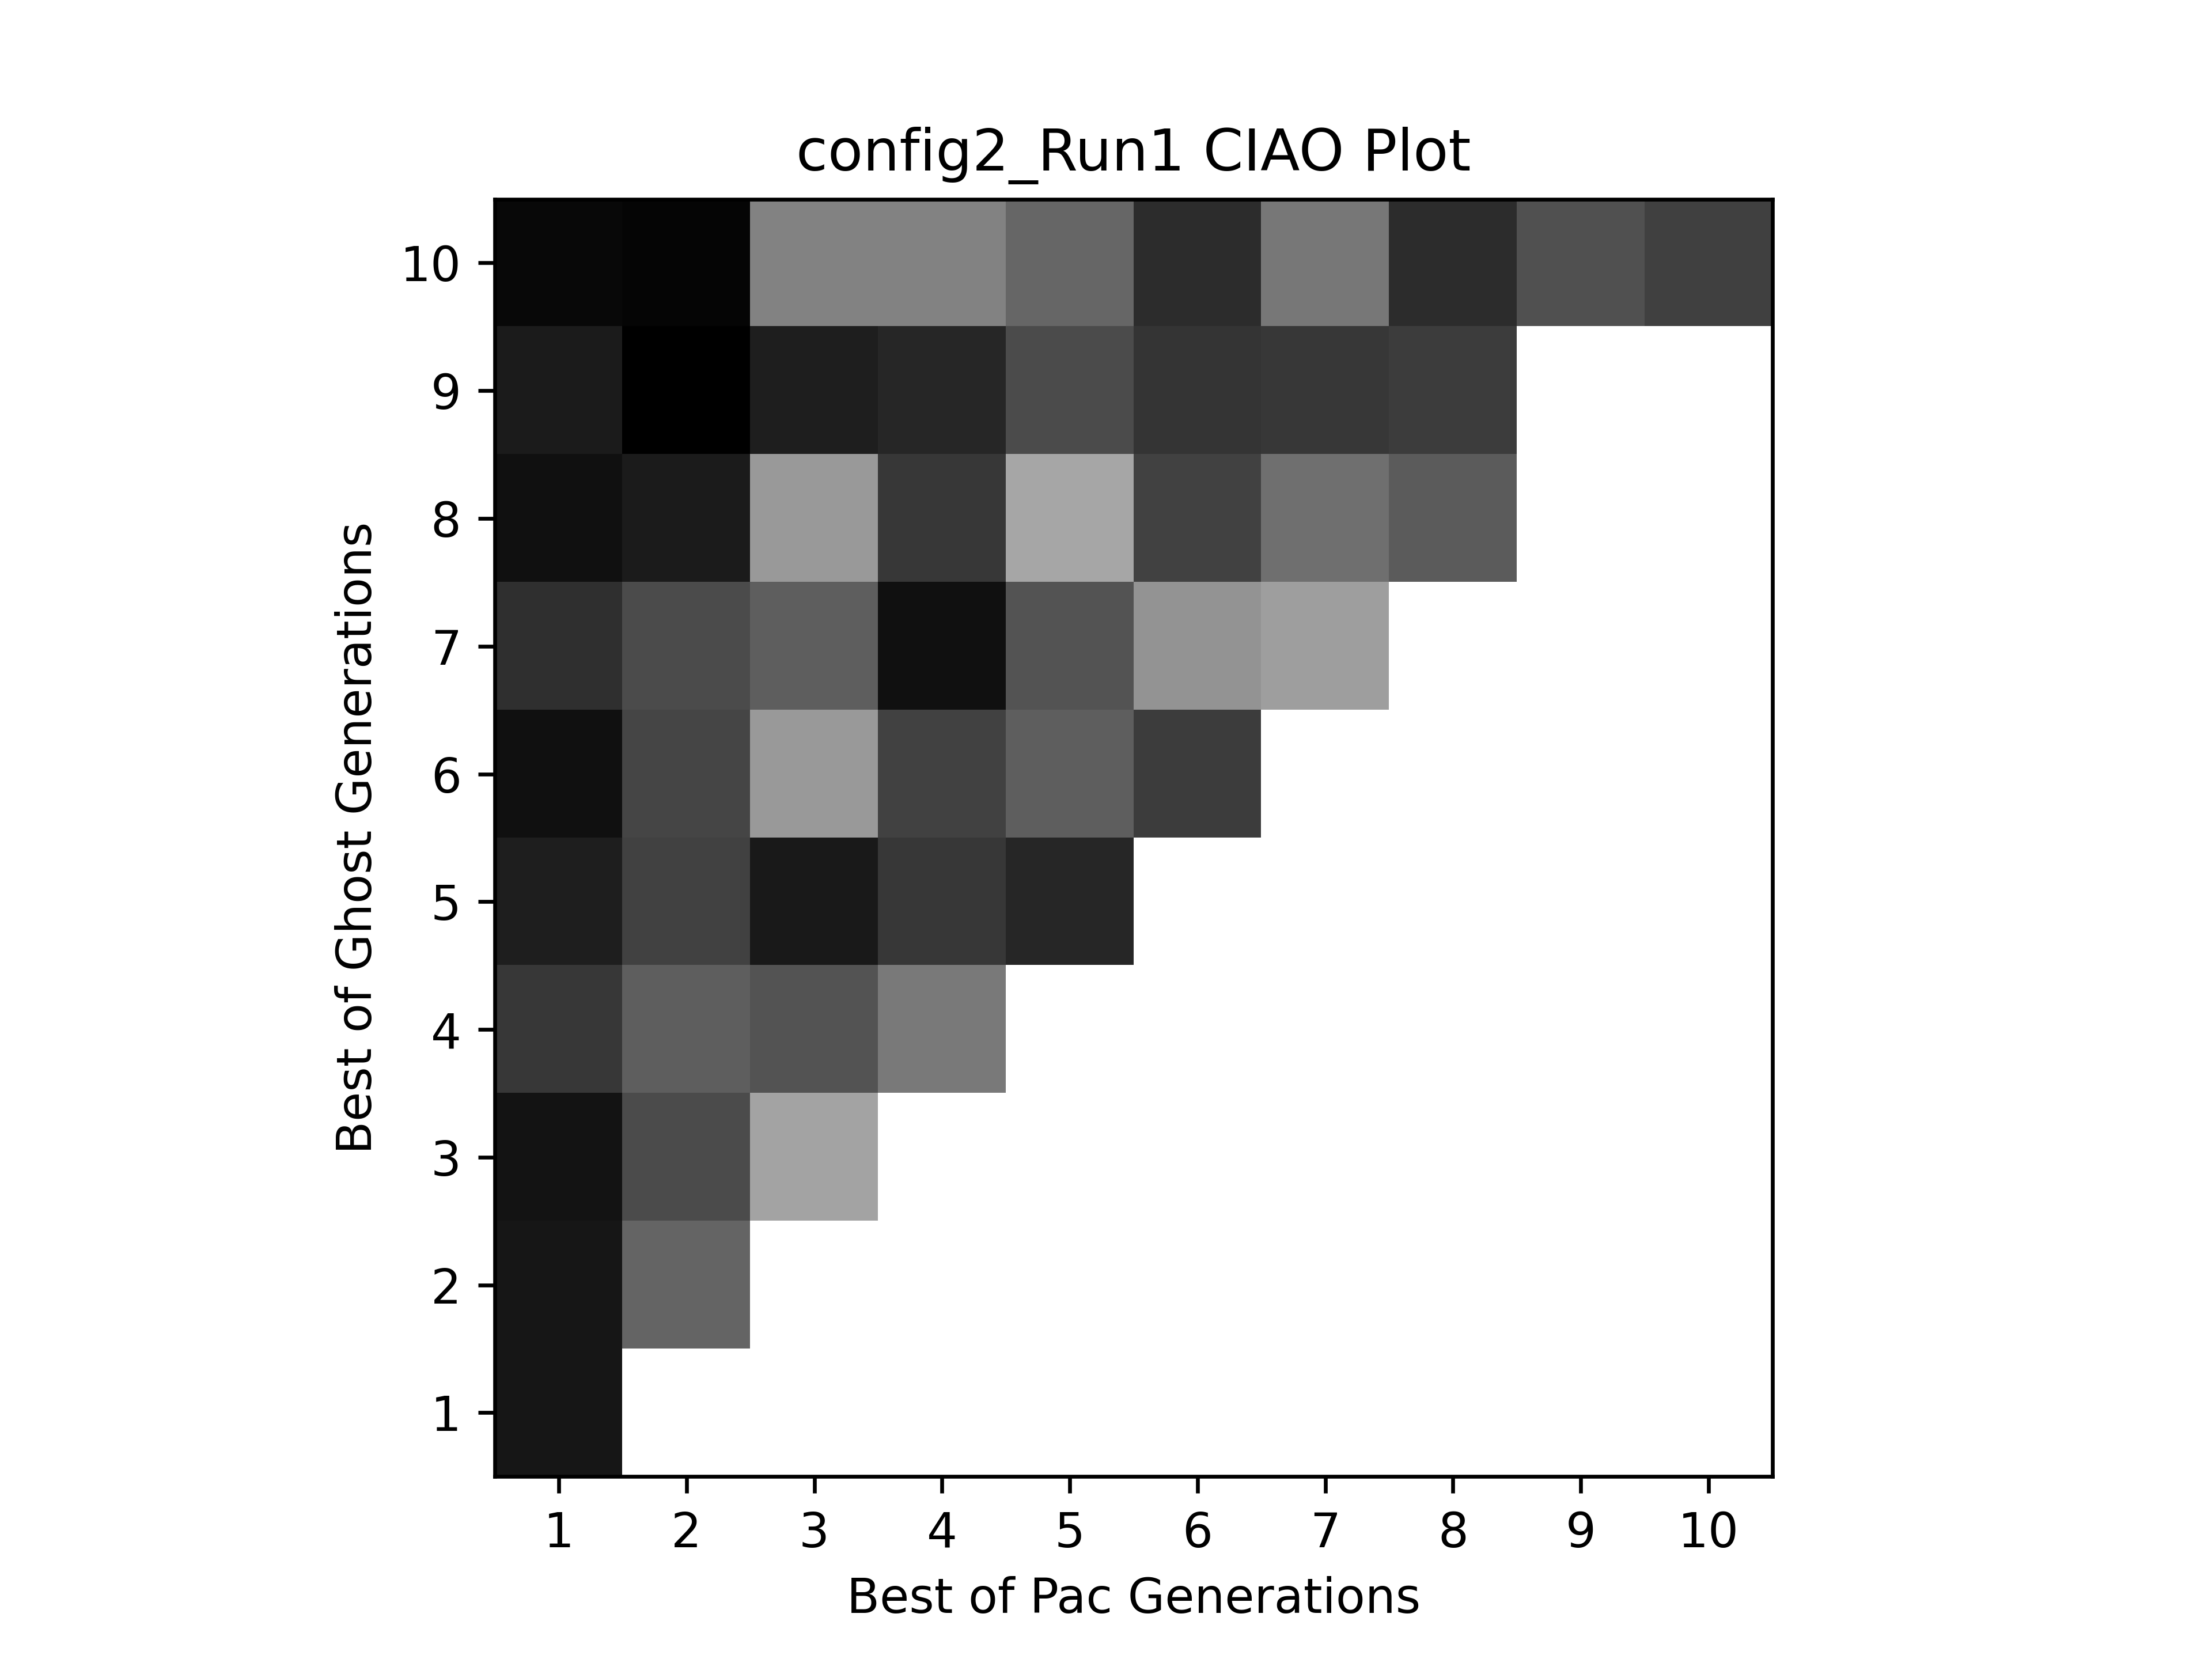 config2_Run1 CIAO Plot
Best of Ghost Generations
10
9
8
7
6
5
4
3
2
1
1 2 3 4 5 6 7 8 9 10
Best of Pac Generations